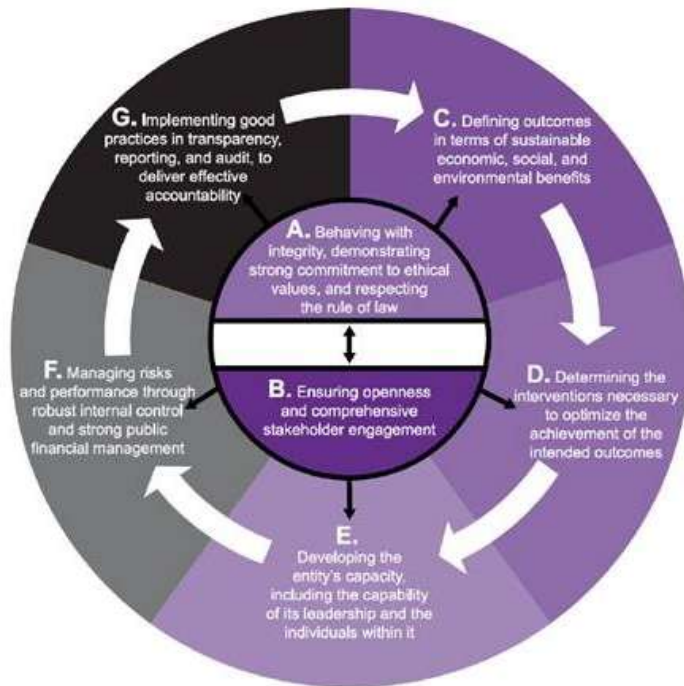 G. Implementing good
practices in transparency,
reporting, and audit, to
deliver effective
accountability
C. Defining outcomes
in terms of sustainable
economic, social, and
environmental benefits
A. Behaving with
integrity, demonstrating
strong commitment to ethical
values, and respecting
the rule of law
B. Ensuring openness
and comprehensive
stakeholder engagement
D. Determining the
interventions necessary
to optimize the
achievement of the
intended outcomes
E.
Developing the
entity's capacity,
including the capability
of its leadership and the
individuals within it
F. Managing risks
and performance through
robust internal control
and strong public
financial management